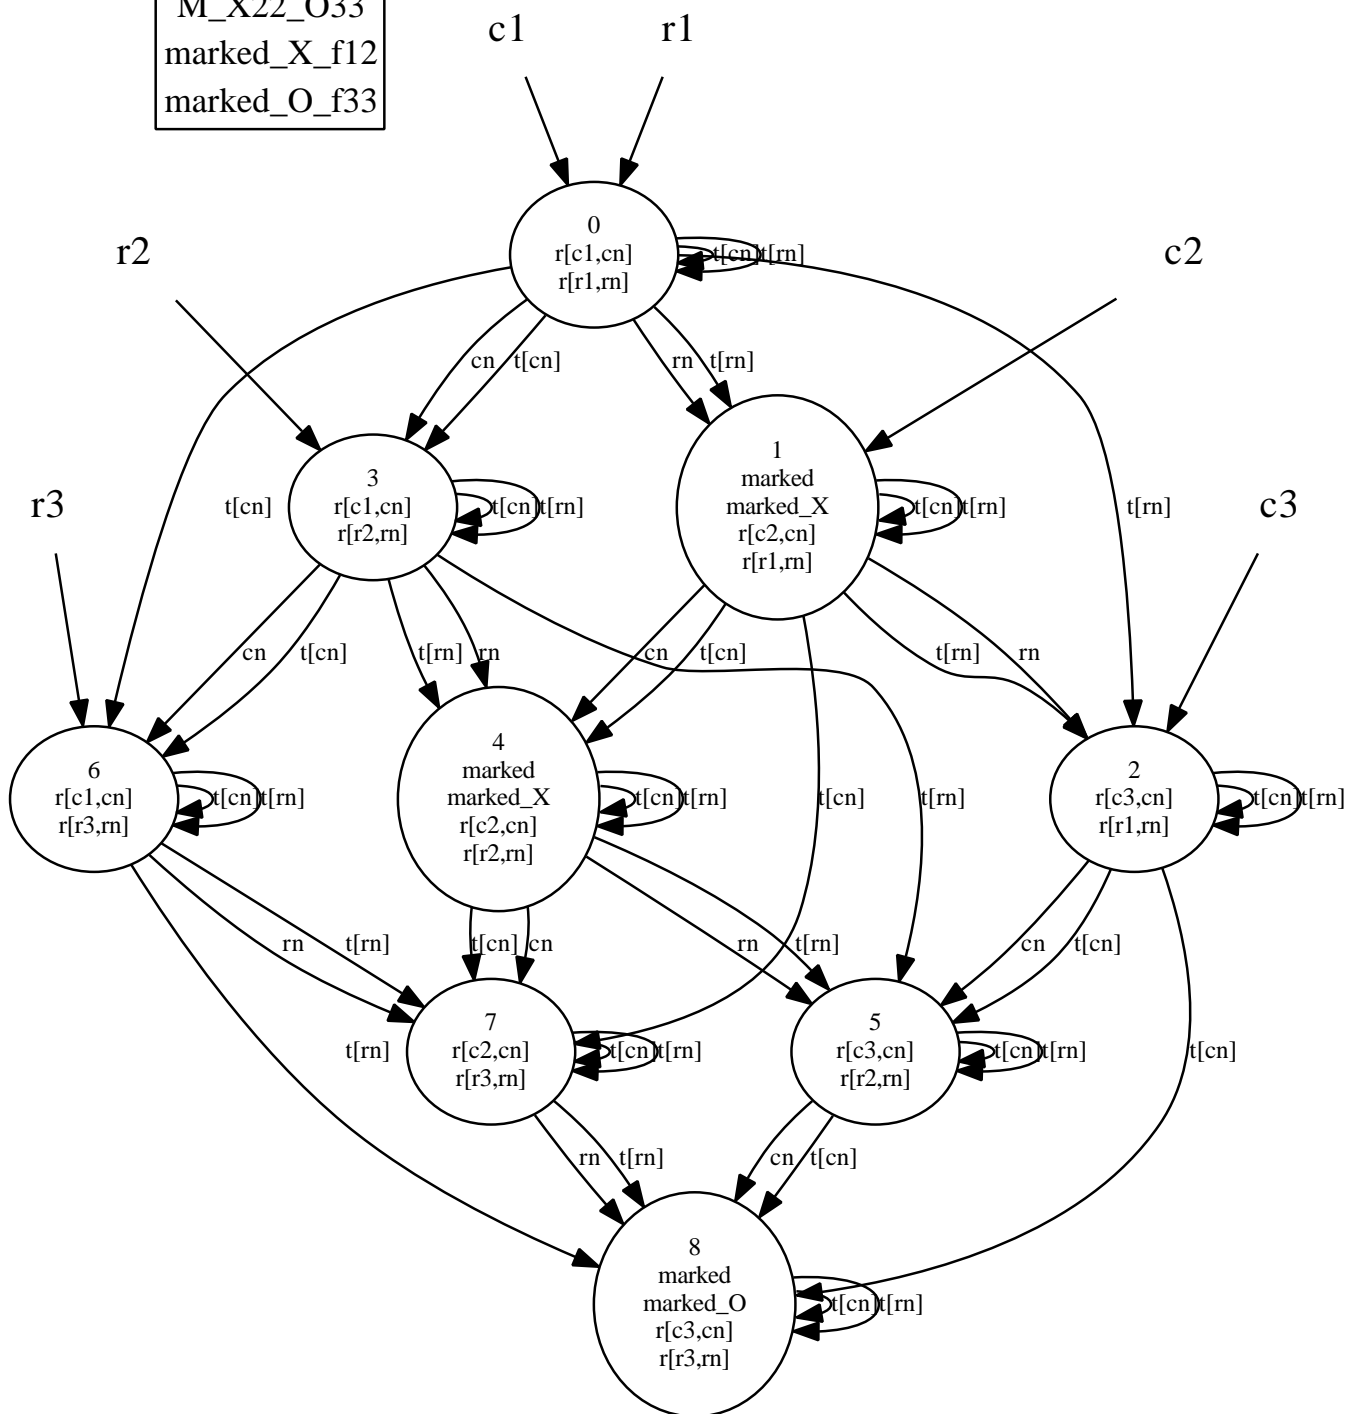 M_X22_O33
marked_X_f12
marked_O_f33
c1
r1
0
r[c1,cn]
r[r1,rn]
t[cn]
t[rn]
r2
c2
cn
t[cn]
rn
t[rn]
1
marked
marked_X
r[c2,cn]
r[r1,rn]
t[cn]
t[rn]
3
r[c1,cn]
r[r2,rn]
t[cn]
t[rn]
r3
c3
t[cn]
t[rn]
cn
t[cn]
t[rn]
rn
cn
t[cn]
t[rn]
rn
6
r[c1,cn]
r[r3,rn]
t[cn]
t[rn]
4
marked
marked_X
r[c2,cn]
r[r2,rn]
t[cn]
t[rn]
t[cn]
t[rn]
2
r[c3,cn]
r[r1,rn]
t[cn]
t[rn]
rn
t[rn]
t[cn]
cn
rn
t[rn]
cn
t[cn]
t[rn]
7
r[c2,cn]
r[r3,rn]
t[cn]
t[rn]
5
r[c3,cn]
r[r2,rn]
t[cn]
t[rn]
t[cn]
rn
t[rn]
cn
t[cn]
8
marked
marked_O
r[c3,cn]
r[r3,rn]
t[cn]
t[rn]